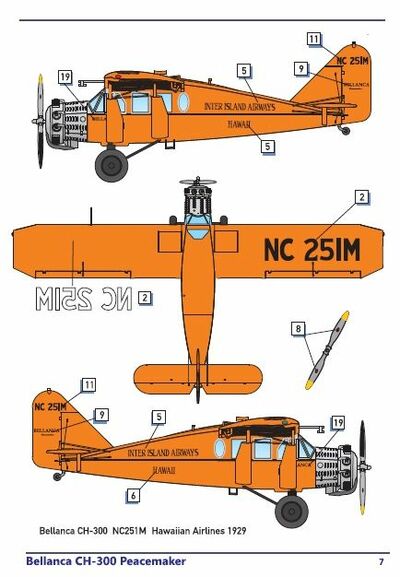 11
NC 251M
9
BELLANCA
19
5
INTER ISLAND AIRWAYS
BELLANCA
HAWAII
5
2
NC 251M
NC 251M
2
8
11
NC 251M
9
5
19
BELLANCA
INTER ISLAND AIRWAYS
HAWAII
6
Bellanca CH-300 NC251M Hawaiian Airlines 1929
Bellanca CH-300 Peacemaker
7